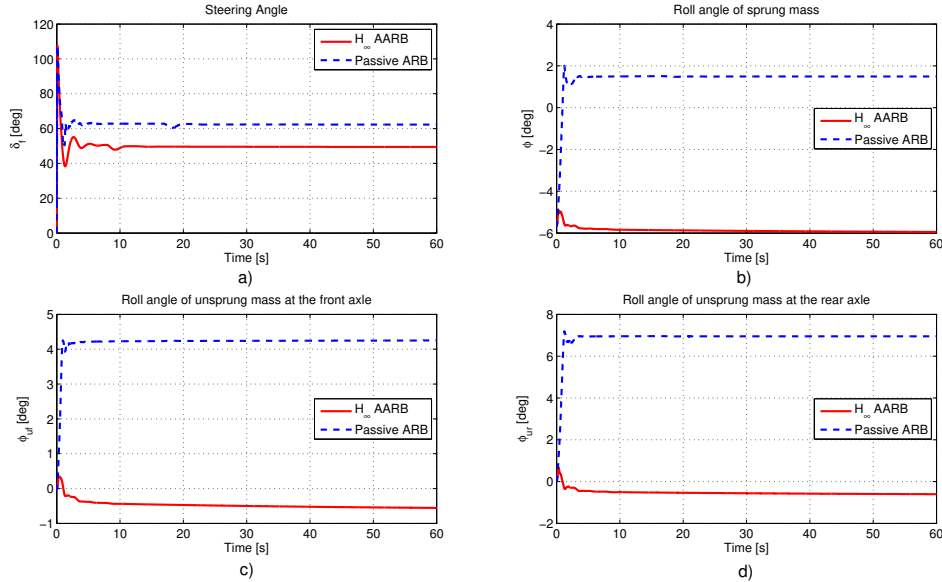 Steering Angle
120
100
80
60
40
20
0
δf [deg]
H∞ AARB
Passive ARB
0 10 20 30 40 50 60
Time [s]
a)
Roll angle of sprung mass
4
2
0
−2
−4
−6
ϕ [deg]
H∞ AARB
Passive ARB
0 10 20 30 40 50 60
Time [s]
b)
Roll angle of unsprung mass at the front axle
5
4
3
2
1
0
−1
ϕuf [deg]
H∞ AARB
Passive ARB
0 10 20 30 40 50 60
Time [s]
c)
Roll angle of unsprung mass at the rear axle
8
6
4
2
0
−2
ϕur [deg]
H∞ AARB
Passive ARB
0 10 20 30 40 50 60
Time [s]
d)